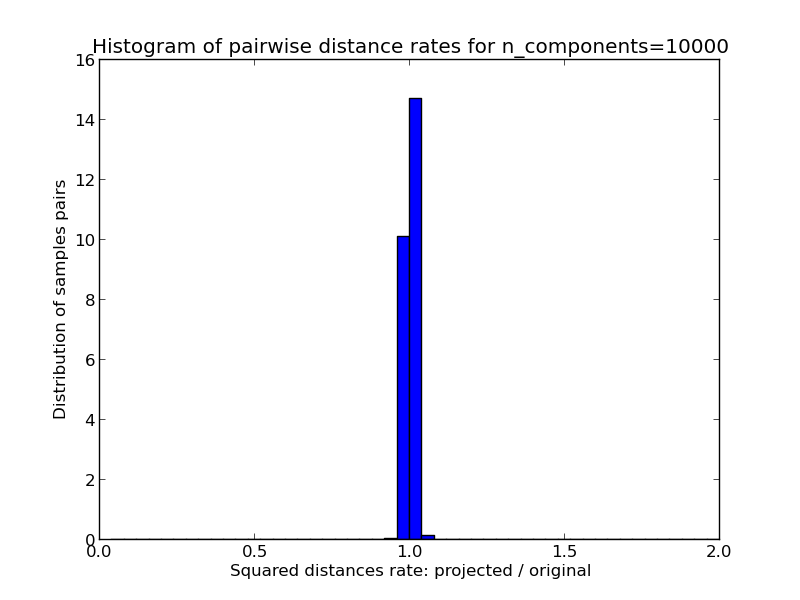 Histogram of pairwise distance rates for n_components=10000
16
14
12
10
8
6
4
2
0
Distribution of samples pairs
0.0 0.5 1.0 1.5 2.0
Squared distances rate: projected / original